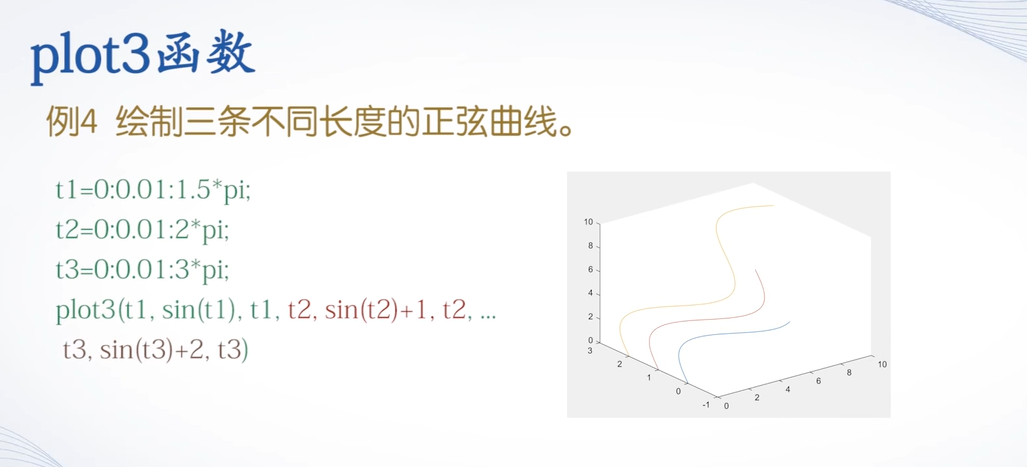 plot3函数
例4 绘制三条不同长度的正弦曲线。
t1=0:0.01:1.5*pi;
t2=0:0.01:2*pi;
t3=0:0.01:3*pi;
plot3(t1, sin(t1), t1, t2, sin(t2)+1, t2, ...
t3, sin(t3)+2, t3)
10
8
6
4
2
0
3
2
1
0
-1
0
2
4
6
8
10